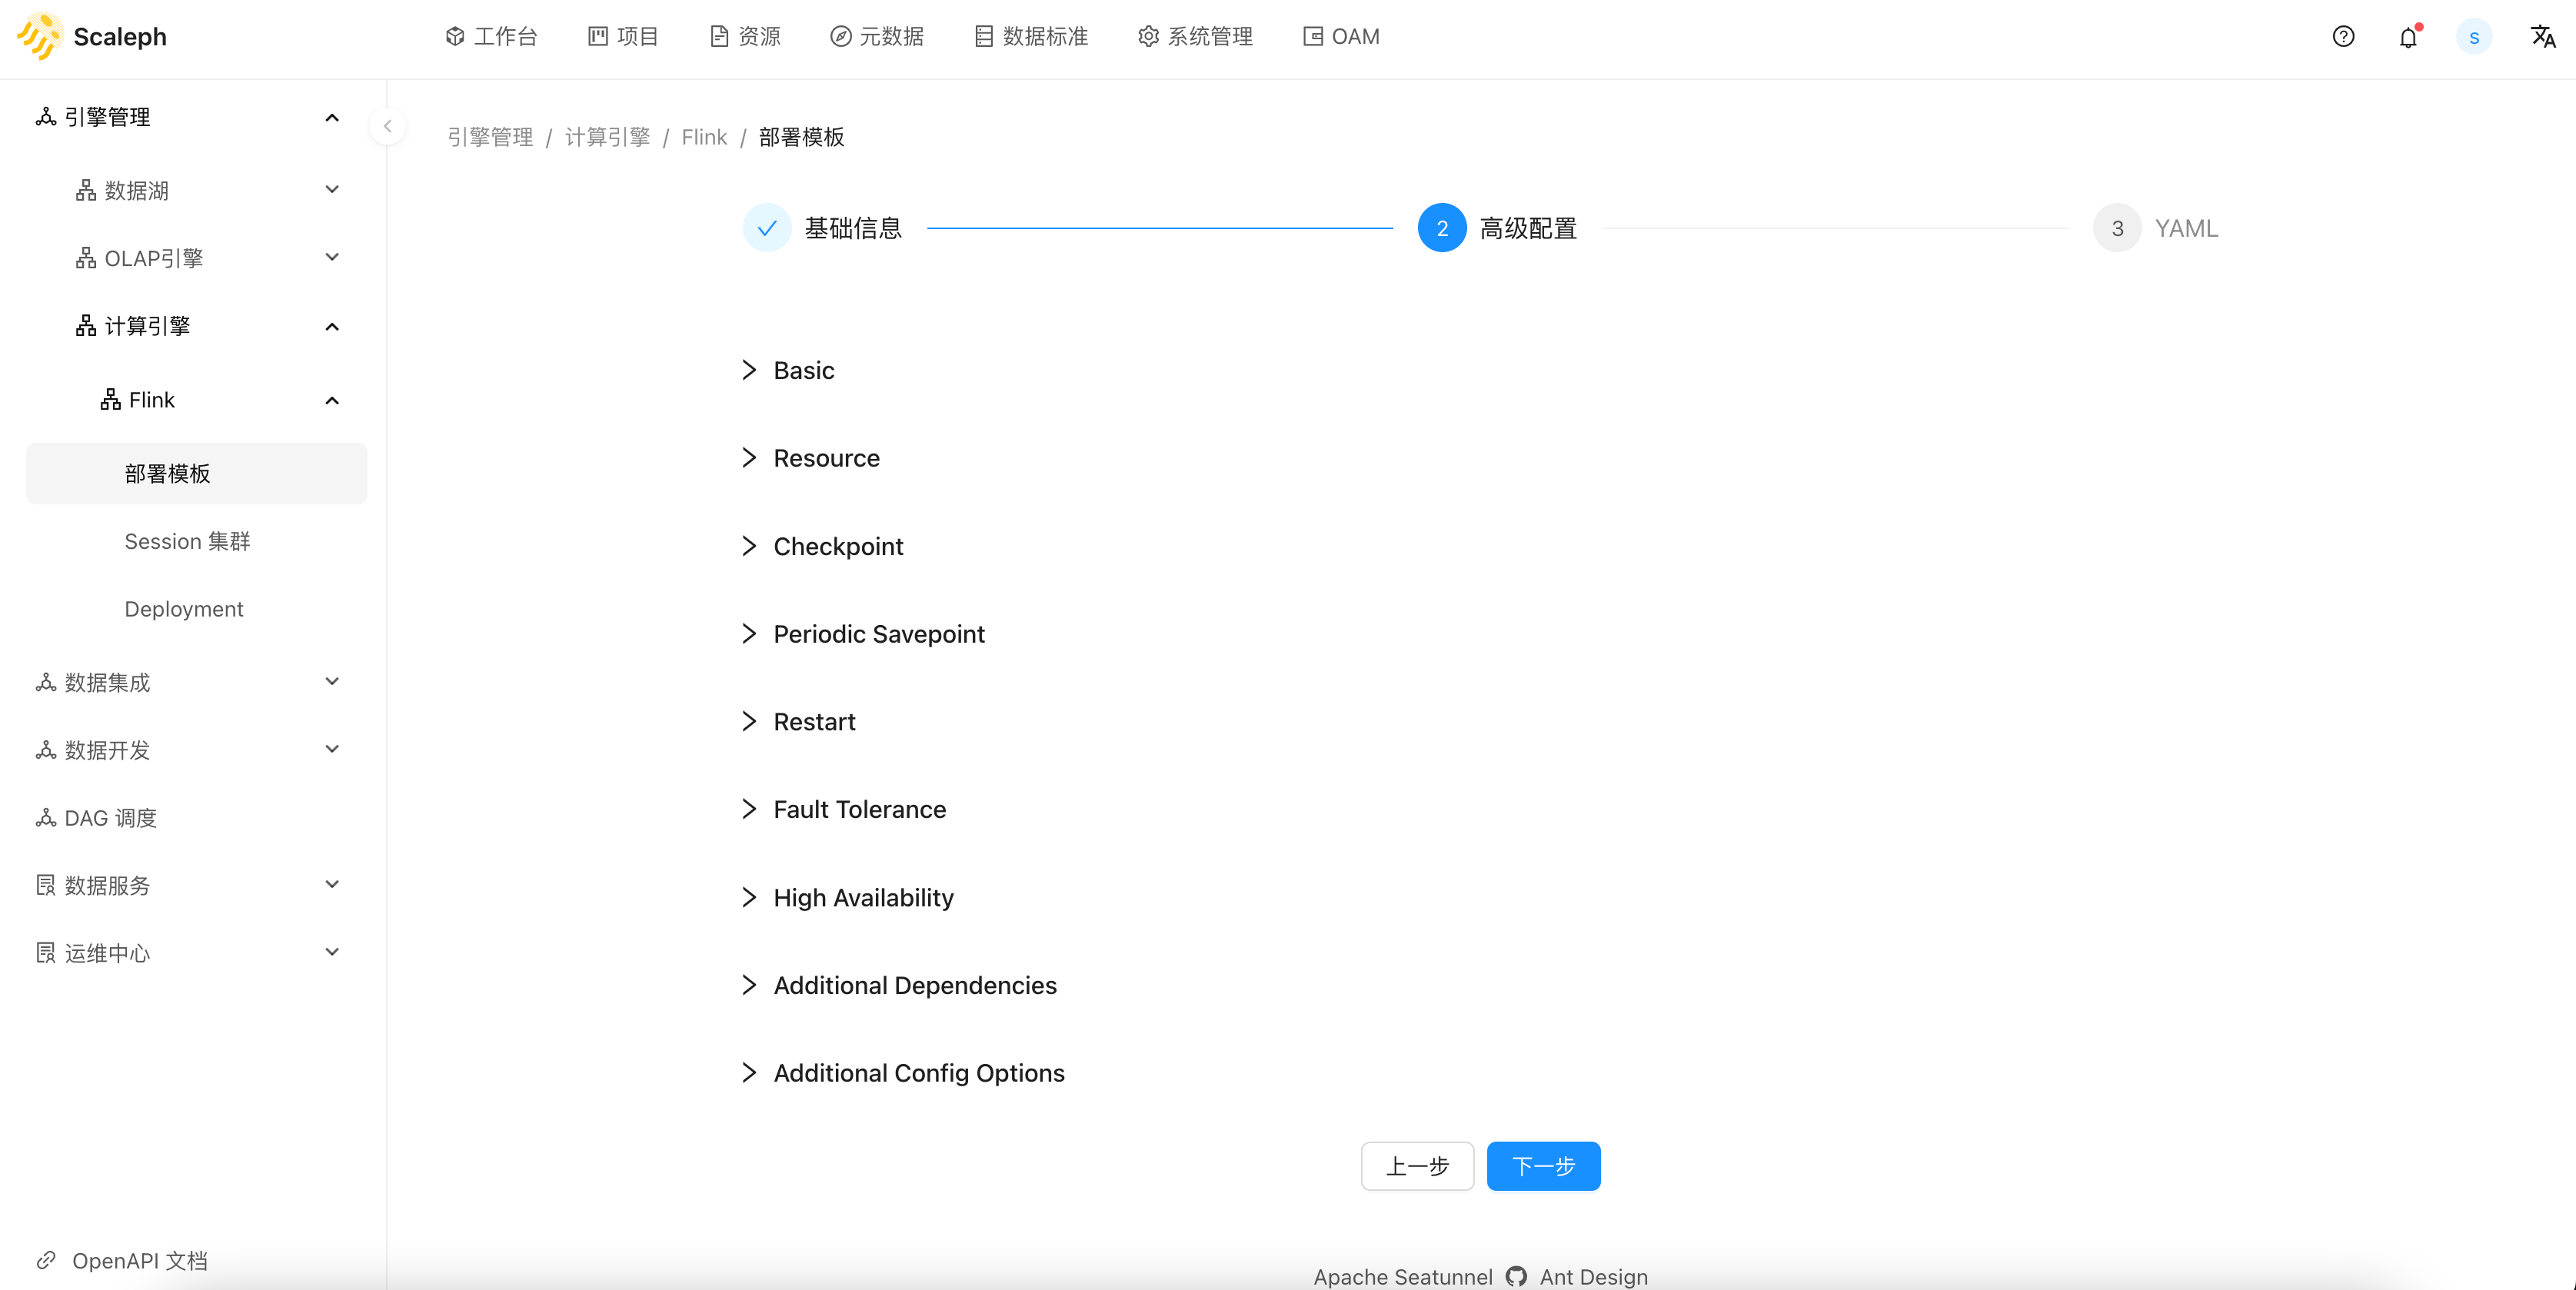 Scaleph
工作台 项目 资源 元数据 数据标准 系统管理 OAM
s
引擎管理
数据湖
OLAP引擎
计算引擎
Flink
部署模板
Session 集群
Deployment
数据集成
数据开发
DAG 调度
数据服务
运维中心
OpenAPI 文档
引擎管理 / 计算引擎 / Flink / 部署模板
基础信息 2 高级配置 3 YAML
Basic
Resource
Checkpoint
Periodic Savepoint
Restart
Fault Tolerance
High Availability
Additional Dependencies
Additional Config Options
上一步 下一步
Apache Seatunnel Ant Design